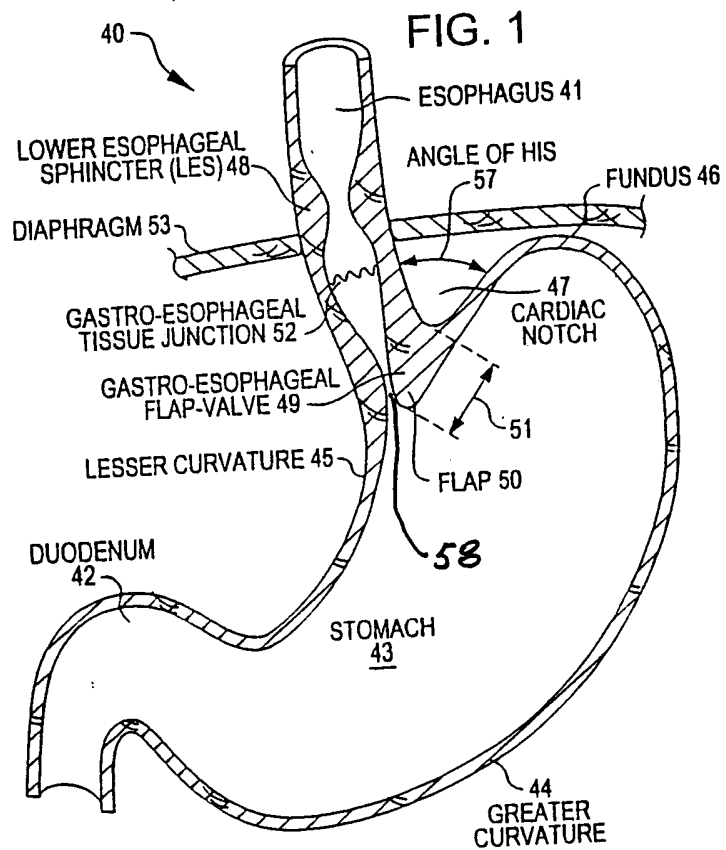 FIG. 1
40
ESOPHAGUS 41
LOWER ESOPHAGEAL
SPHINCTER (LES) 48
ANGLE OF HIS
57
FUNDUS 46
DIAPHRAGM 53
47
CARDIAC
NOTCH
GASTRO-ESOPHAGEAL
TISSUE JUNCTION 52
GASTRO-ESOPHAGEAL
FLAP-VALVE 49
51
LESSER CURVATURE 45
FLAP 50
58
DUODENUM
42
STOMACH
43
44
GREATER
CURVATURE